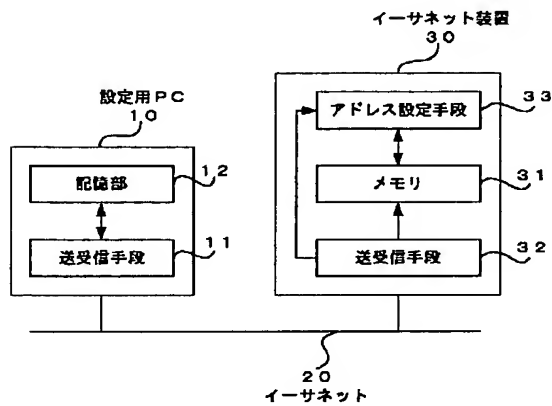 イーサネット装置
30
設定用PC
10
アドレス設定手段
33
記憶部
12
メモリ
31
送受信手段
11
送受信手段
32
20
イーサネット